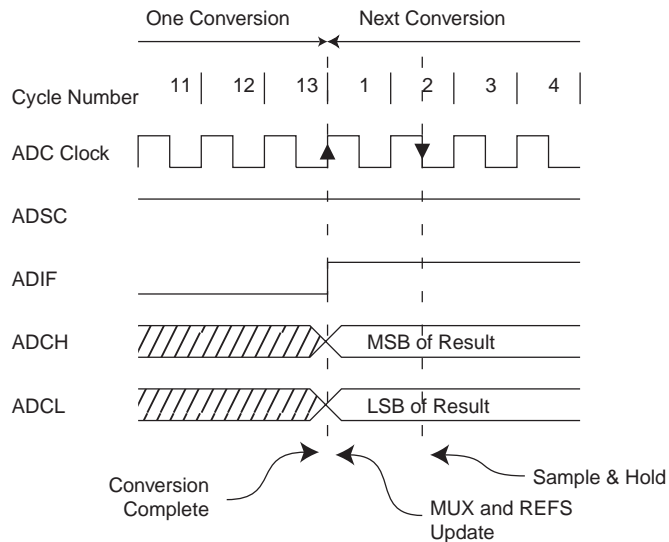 One Conversion Next Conversion
Cycle Number 11 12 13 1 2 3 4
ADC Clock
ADSC
ADIF
ADCH MSB of Result
ADCL LSB of Result
Conversion
Complete
MUX and REFS
Update
Sample & Hold